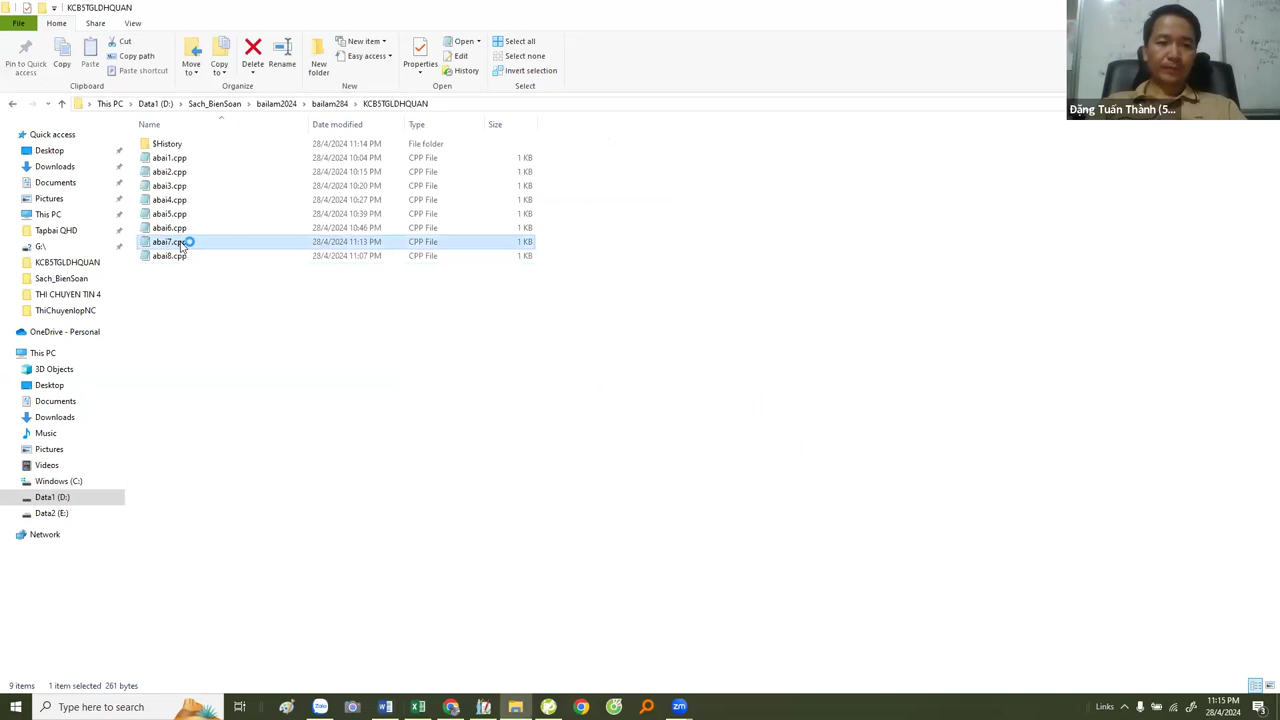 KCB5TGLDHQUAN
File
Home
Share
View
Pin to Quick access
Copy
Paste
Cut
Copy path
Paste shortcut
Clipboard
Move to
Copy to
Delete
Rename
Organize
New folder
New item
Easy access
New
Properties
Open
Edit
History
Open
Select all
Select none
Invert selection
Select
Đặng Tuấn Thành (5...
This PC
Data1 (D:)
Sach_BienSoan
bailam2024
bailam284
KCB5TGLDHQUAN
Quick access
Desktop
Downloads
Documents
Pictures
This PC
Tapbai QHD
G:\
KCB5TGLDHQUAN
Sach_BienSoan
THI CHUYEN TIN 4
ThiChuyenlopNC
OneDrive - Personal
This PC
3D Objects
Desktop
Documents
Downloads
Music
Pictures
Videos
Windows (C:)
Data1 (D:)
Data2 (E:)
Network
Name Date modified Type Size
$History 28/4/2024 11:14 PM File folder
abai1.cpp 28/4/2024 10:04 PM CPP File 1 KB
abai2.cpp 28/4/2024 10:15 PM CPP File 1 KB
abai3.cpp 28/4/2024 10:20 PM CPP File 1 KB
abai4.cpp 28/4/2024 10:27 PM CPP File 1 KB
abai5.cpp 28/4/2024 10:39 PM CPP File 1 KB
abai6.cpp 28/4/2024 10:46 PM CPP File 1 KB
abai7.cpp 28/4/2024 11:13 PM CPP File 1 KB
abai8.cpp 28/4/2024 11:07 PM CPP File 1 KB
9 items 1 item selected 261 bytes
Type here to search
Zalo
zm
Links
11:15 PM
28/4/2024
3